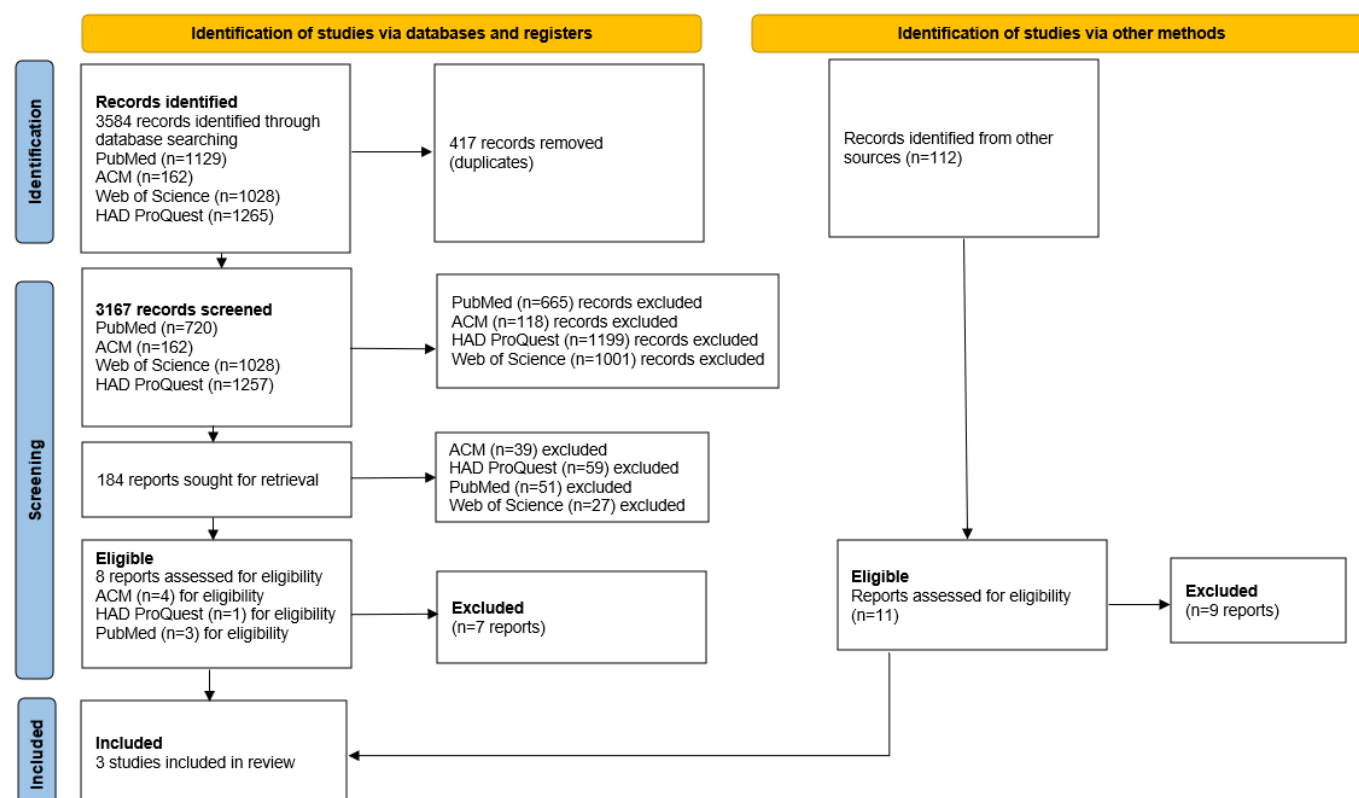 Identification of studies via databases and registers
Identification of studies via other methods
Identification
Records identified
3584 records identified through
database searching
PubMed (n=1129)
ACM (n=162)
Web of Science (n=1028)
HAD ProQuest (n=1265)
417 records removed
(duplicates)
Records identified from other
sources (n=112)
Screening
3167 records screened
PubMed (n=720)
ACM (n=162)
Web of Science (n=1028)
HAD ProQuest (n=1257)
PubMed (n=665) records excluded
ACM (n=118) records excluded
HAD ProQuest (n=1199) records excluded
Web of Science (n=1001) records excluded
184 reports sought for retrieval
ACM (n=39) excluded
HAD ProQuest (n=59) excluded
PubMed (n=51) excluded
Web of Science (n=27) excluded
Eligible
8 reports assessed for eligibility
ACM (n=4) for eligibility
HAD ProQuest (n=1) for eligibility
PubMed (n=3) for eligibility
Excluded
(n=7 reports)
Eligible
Reports assessed for eligibility
(n=11)
Excluded
(n=9 reports)
Included
Included
3 studies included in review